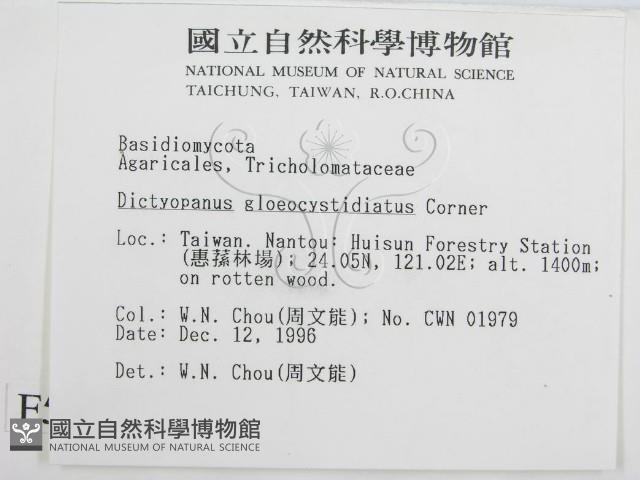 國立自然科學博物館
NATIONAL MUSEUM OF NATURAL SCIENCE
TAICHUNG, TAIWAN, R.O.CHINA
Basidiomycota
Agaricales, Tricholomataceae
Dictyopanus gloeocystidiatus Corner
Loc.: Taiwan. Nantou: Huisun Forestry Station
(惠蓀林場); 24.05N, 121.02E; alt. 1400m;
on rotten wood.
Col.: W.N. Chou(周文能); No. CWN 01979
Date: Dec. 12, 1996
Det.: W.N. Chou(周文能)
國立自然科學博物館
NATIONAL MUSEUM OF NATURAL SCIENCE